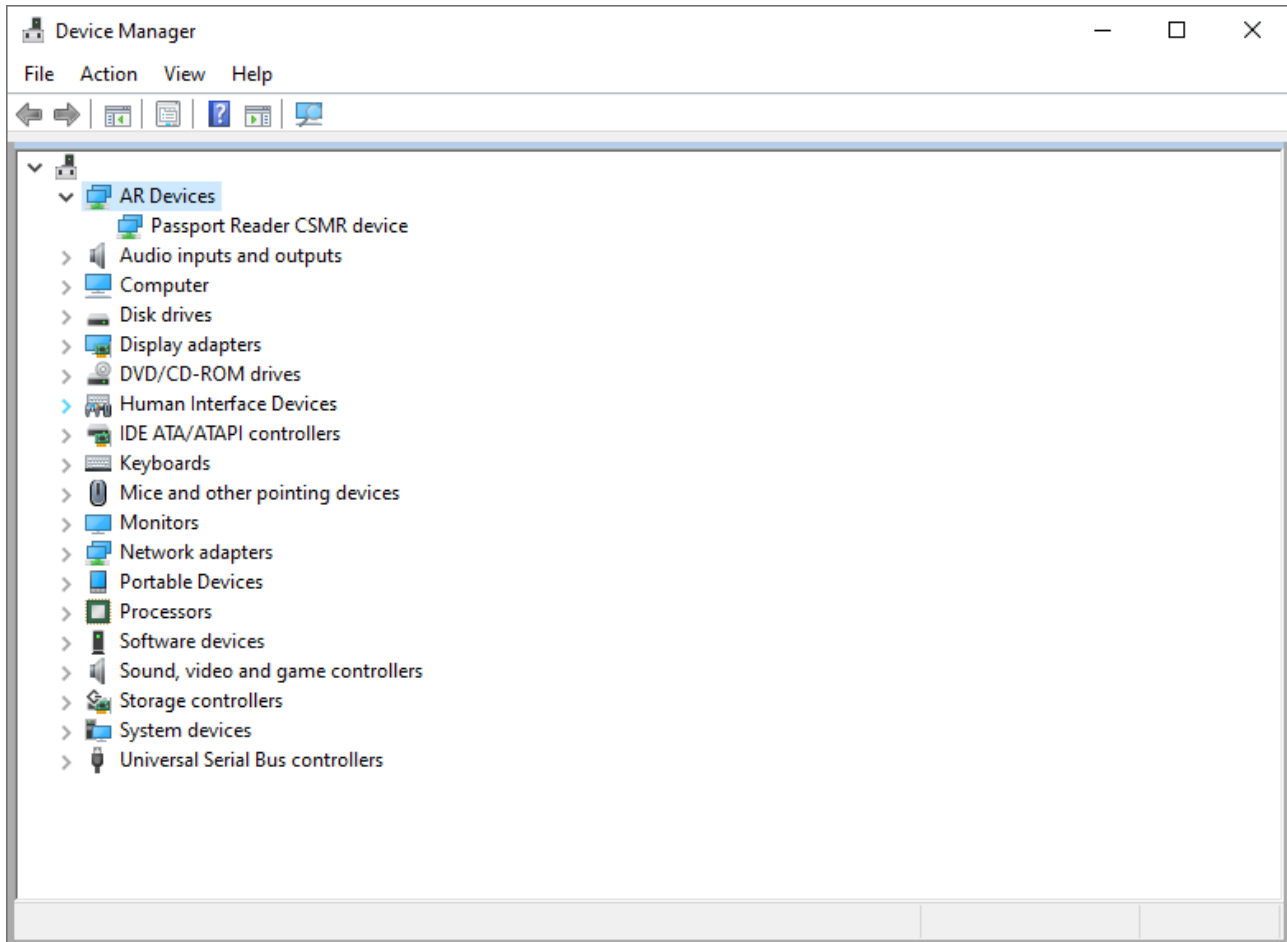 Device Manager
File Action View Help
AR Devices
Passport Reader CSMR device
Audio inputs and outputs
Computer
Disk drives
Display adapters
DVD/CD-ROM drives
Human Interface Devices
IDE ATA/ATAPI controllers
Keyboards
Mice and other pointing devices
Monitors
Network adapters
Portable Devices
Processors
Software devices
Sound, video and game controllers
Storage controllers
System devices
Universal Serial Bus controllers